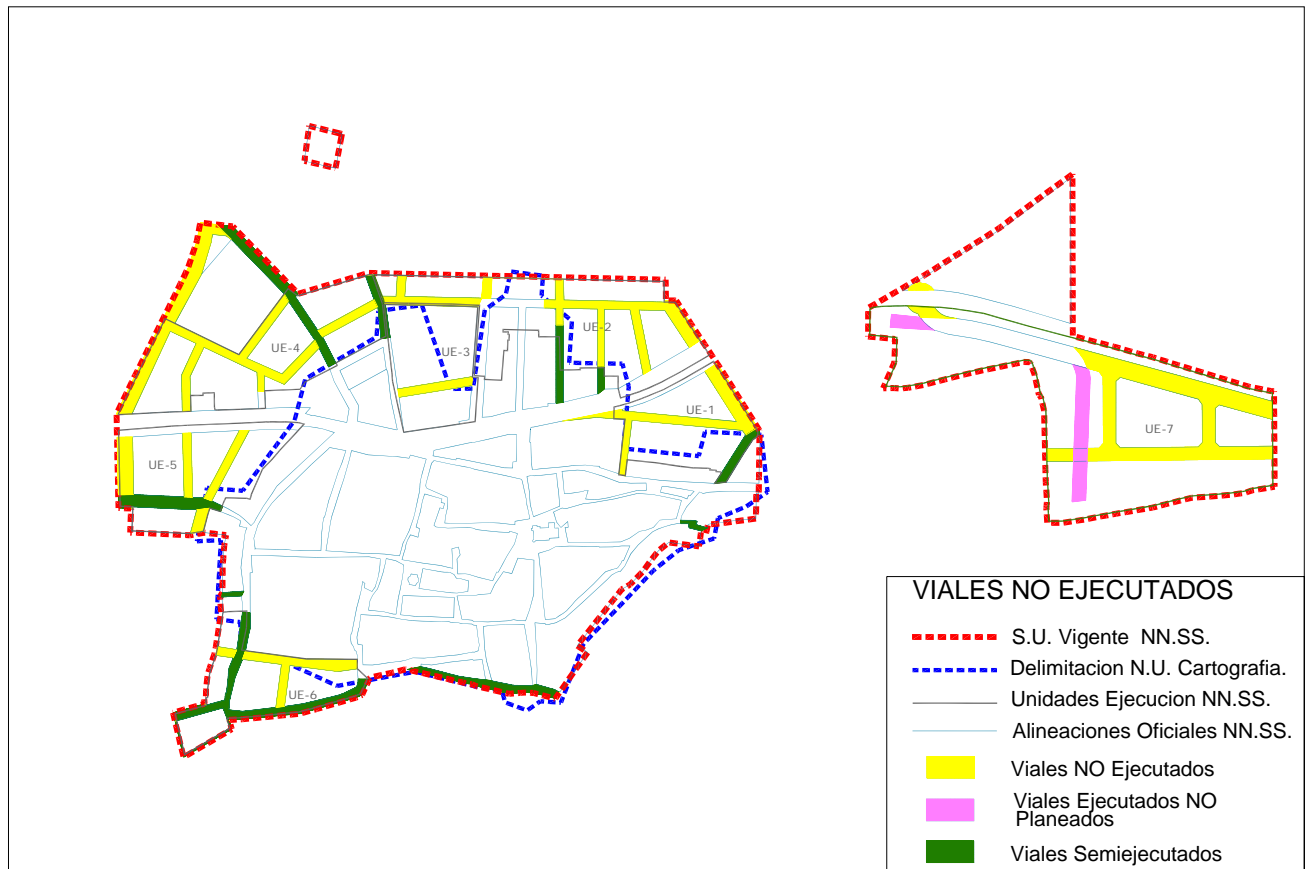 UE-2
UE-4
UE-3
UE-1
UE-7
UE-5
UE-6
VIALES NO EJECUTADOS
S.U. Vigente NN.SS.
Delimitacion N.U. Cartografia.
Unidades Ejecucion NN.SS.
Alineaciones Oficiales NN.SS.
Viales NO Ejecutados
Viales Ejecutados NO
Planeados
Viales Semiejecutados